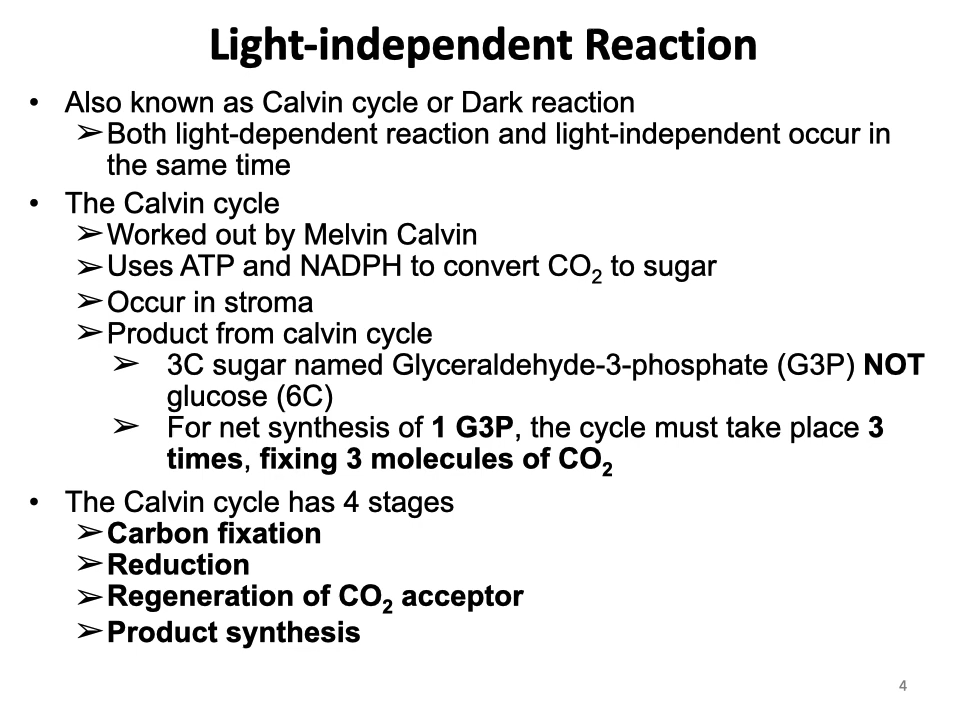 Light-independent Reaction
• Also known as Calvin cycle or Dark reaction
➢ Both light-dependent reaction and light-independent occur in
the same time
• The Calvin cycle
➢ Worked out by Melvin Calvin
➢ Uses ATP and NADPH to convert CO₂ to sugar
➢ Occur in stroma
➢ Product from calvin cycle
➢ 3C sugar named Glyceraldehyde-3-phosphate (G3P) NOT
glucose (6C)
➢ For net synthesis of 1 G3P, the cycle must take place 3
times, fixing 3 molecules of CO₂
• The Calvin cycle has 4 stages
➢ Carbon fixation
➢ Reduction
➢ Regeneration of CO₂ acceptor
➢ Product synthesis
4